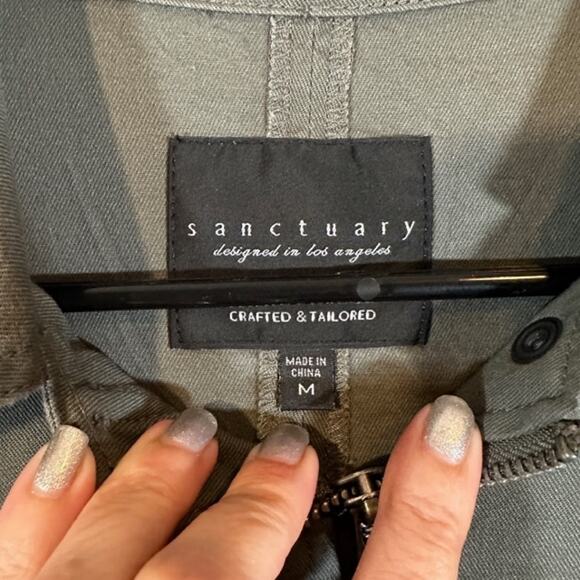 sanctuary
designed in los angeles
CRAFTED & TAILORED
MADE IN
CHINA
M